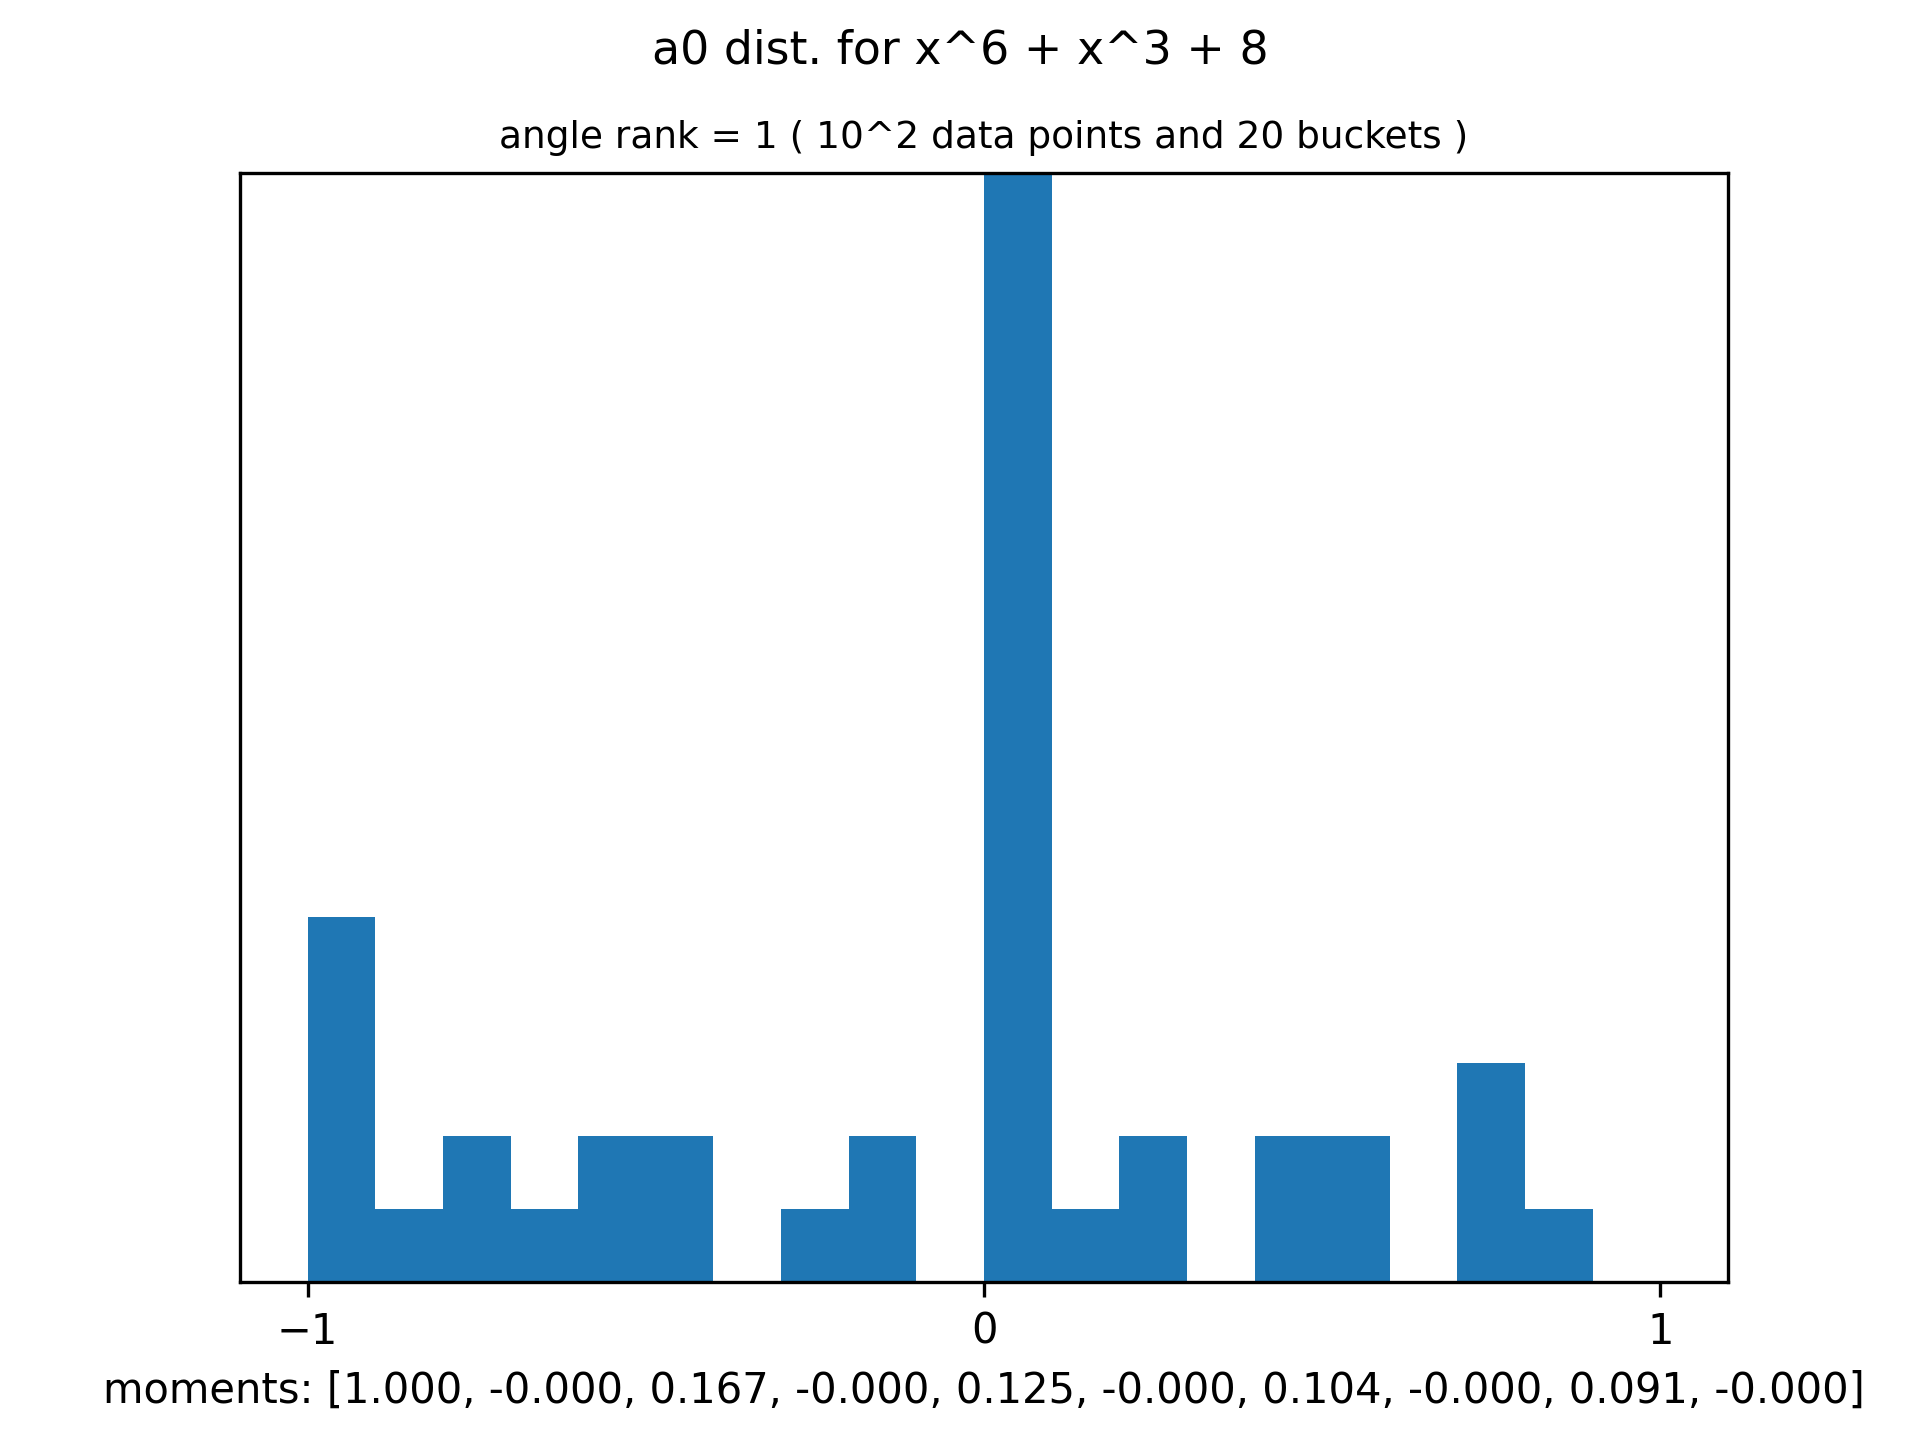 a0 dist. for x^6 + x^3 + 8
angle rank = 1 ( 10^2 data points and 20 buckets )
−1 0 1
moments: [1.000, -0.000, 0.167, -0.000, 0.125, -0.000, 0.104, -0.000, 0.091, -0.000]